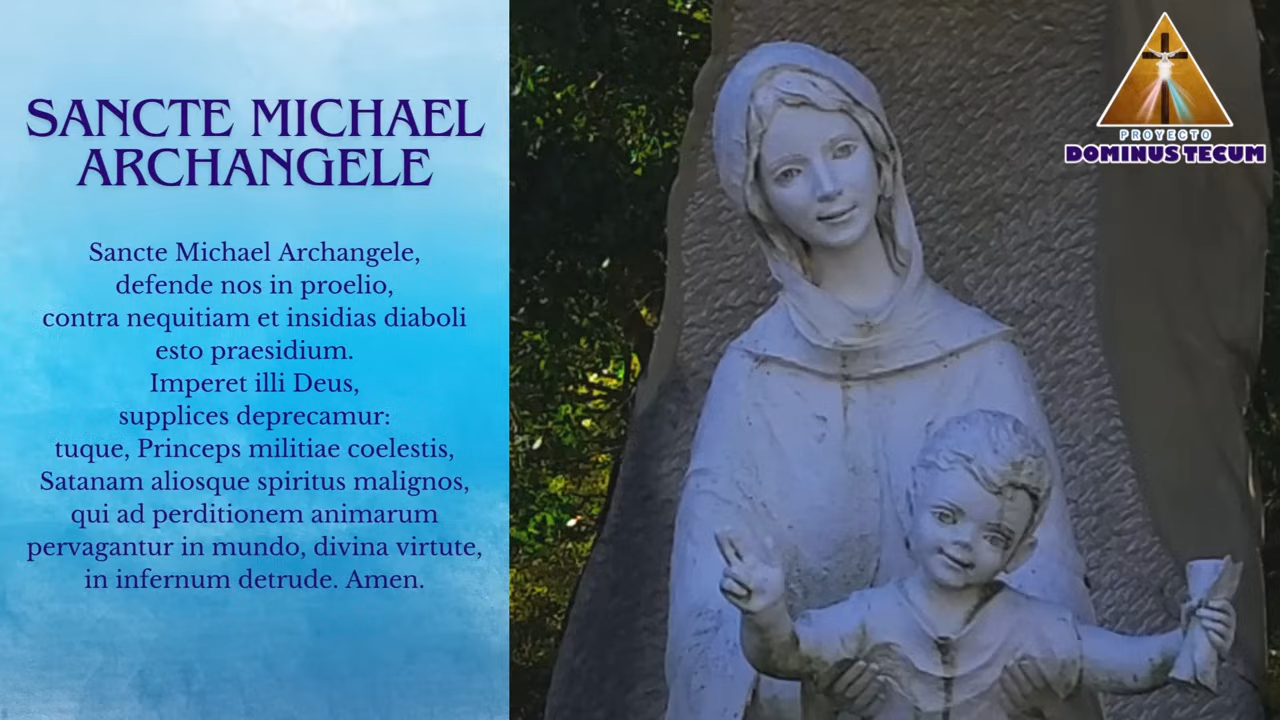 SANCTE MICHAEL
ARCHANGELE
Sancte Michael Archangele,
defende nos in proelio,
contra nequitiam et insidias diaboli
esto praesidium.
Imperet illi Deus,
supplices deprecamur:
tuque, Princeps militiae coelestis,
Satanam aliosque spiritus malignos,
qui ad perditionem animarum
pervagantur in mundo, divina virtute,
in infernum detrude. Amen.
PROYECTO
DOMINUS TECUM